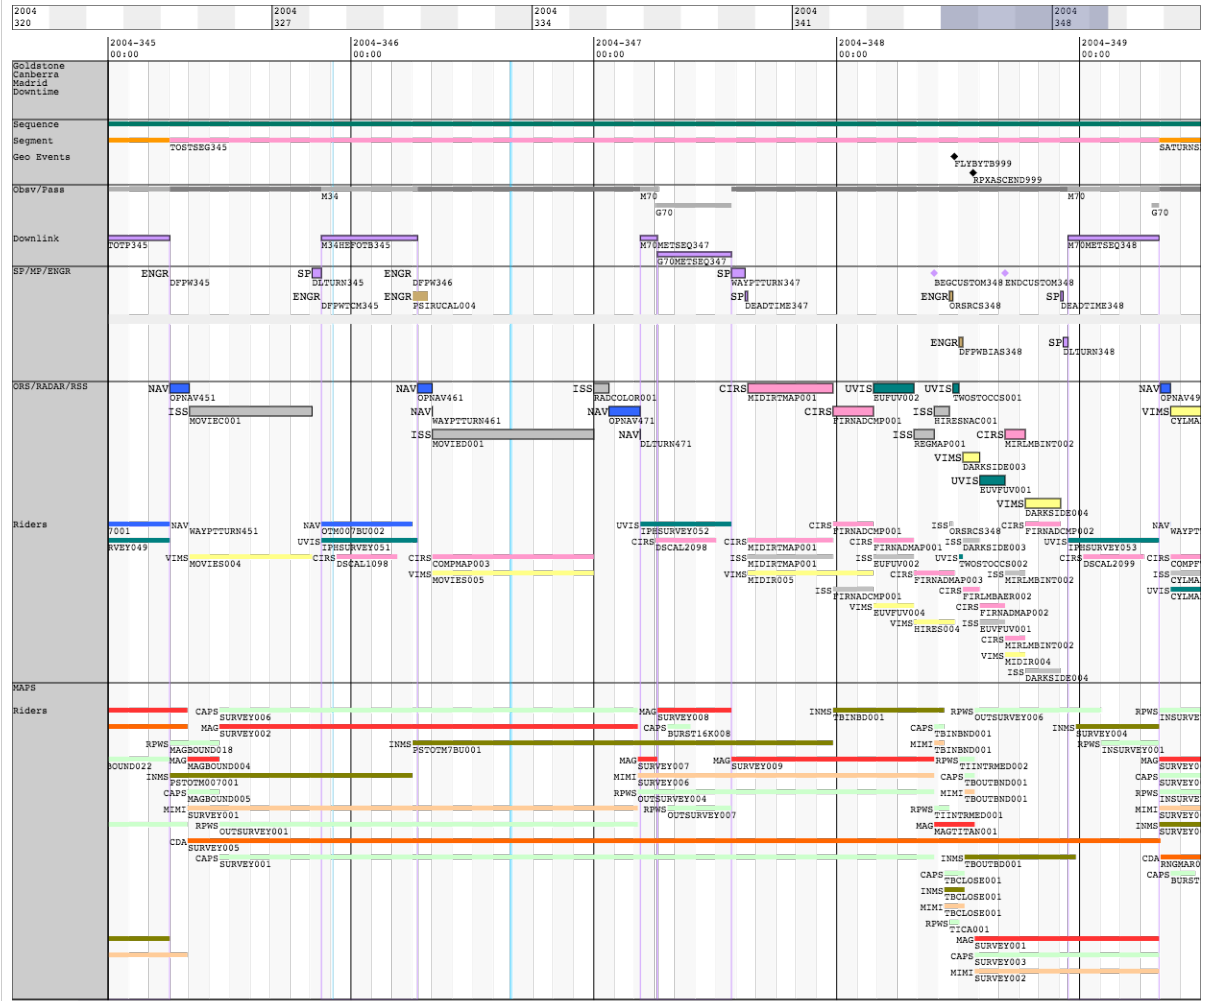 2004 2004 2004 2004 2004
320 327 334 341 348
2004-345 2004-346 2004-347 2004-348 2004-349
00:00 00:00 00:00 00:00 00:00
Goldstone
Canberra
Madrid
Downtime
Sequence
Segment
TOSTSEG345 SATURNS
Geo Events
FLYBYTB999
RPXASCEND999
Obsv/Pass
M34 M70 M70
G70 G70
Downlink
TOTP345 M34HEFOTB345 M70METSEQ347 M70METSEQ348
G70METSEQ347
SP/MP/ENGR ENGR SP ENGR SP
DFPW345 DLTURN345 DFPW346 WAYPTTURN347 BEGCUSTOM348 ENDCUSTOM348
ENGR ENGR SP ENGR SP
DFPWTCM345 PSIRUCAL004 DEADTIME347 ORSRCS348 DEADTIME348
ENGR SP
DFPWBIAS348 DLTURN348
ORS/RADAR/RSS NAV NAV ISS CIRS UVIS UVIS NAV
OPNAV451 OPNAV461 RADCOLOR001 MIDIRTMAP001 EUFUV002 TWOSTOCCS001 OPNAV49
ISS NAV NAV CIRS ISS VIMS
MOVIEC001 WAYPTTURN461 OPNAV471 FIRNADCMP001 HIRESNAC001 CYLMA
ISS NAV ISS CIRS
MOVIED001 DLTURN471 REGMAP001 MIRLMBINT002
VIMS
DARKSIDE003
UVIS
EUVFUV001
VIMS
DARKSIDE004
Riders NAV NAV UVIS CIRS ISS CIRS NAV
7001 WAYPTTURN451 OTM007BU002 IPHSURVEY052 FIRNADCMP001 ORSRCS348 FIRNADCMP002 WAYPT
UVIS CIRS CIRS ISS UVIS
RVEY049 IPHSURVEY051 DSCAL2098 MIDIRTMAP001 FIRNADMAP001 DARKSIDE003 IPHSURVEY053
VIMS CIRS CIRS ISS ISS UVIS CIRS CIRS
MOVIES004 DSCAL1098 COMPMAP003 MIDIRTMAP001 EUFUV002 TWOSTOCCS002 DSCAL2099 COMPF
VIMS VIMS CIRS ISS ISS
MOVIES005 MIDIR005 FIRNADMAP003 MIRLMBINT002 CYLMA
ISS CIRS UVIS
FIRNADCMP001 FIRLMBAER002 CYLMA
VIMS CIRS
EUVFUV004 FIRNADMAP002
VIMS ISS
HIRES004 EUVFUV001
CIRS
MIRLMBINT002
VIMS
MIDIR004
ISS
DARKSIDE004
MAPS
Riders CAPS MAG INMS RPWS RPWS
SURVEY006 SURVEY008 TBINBD001 OUTSURVEY006 INSURVE
MAG CAPS CAPS INMS
SURVEY002 BURST16K008 TBINBND001 SURVEY004
RPWS INMS MIMI RPWS
MAGBOUND018 PSTOTM7BU001 TBINBND001 INSURVEY001
MAG MAG MAG RPWS MAG
BOUND022 MAGBOUND004 SURVEY007 SURVEY009 TIINTRMED002 SURVEY0
INMS MIMI CAPS CAPS
PSTOTM007001 SURVEY006 TBOUTBND001 SURVEY0
CAPS RPWS MIMI RPWS
MAGBOUND005 OUTSURVEY004 TBOUTBND001 INSURVE
MIMI RPWS RPWS MIMI
SURVEY001 OUTSURVEY007 TIINTRMED001 SURVEY0
RPWS MAG INMS
OUTSURVEY001 MAGTITAN001 SURVEY0
CDA
SURVEY005
CAPS INMS CDA
SURVEY001 TBOUTBD001 RNGMAR0
CAPS CAPS
TBCLOSE001 BURST
INMS
TBCLOSE001
MIMI
TBCLOSE001
RPWS
TICA001
MAG
SURVEY001
CAPS
SURVEY003
MIMI
SURVEY002